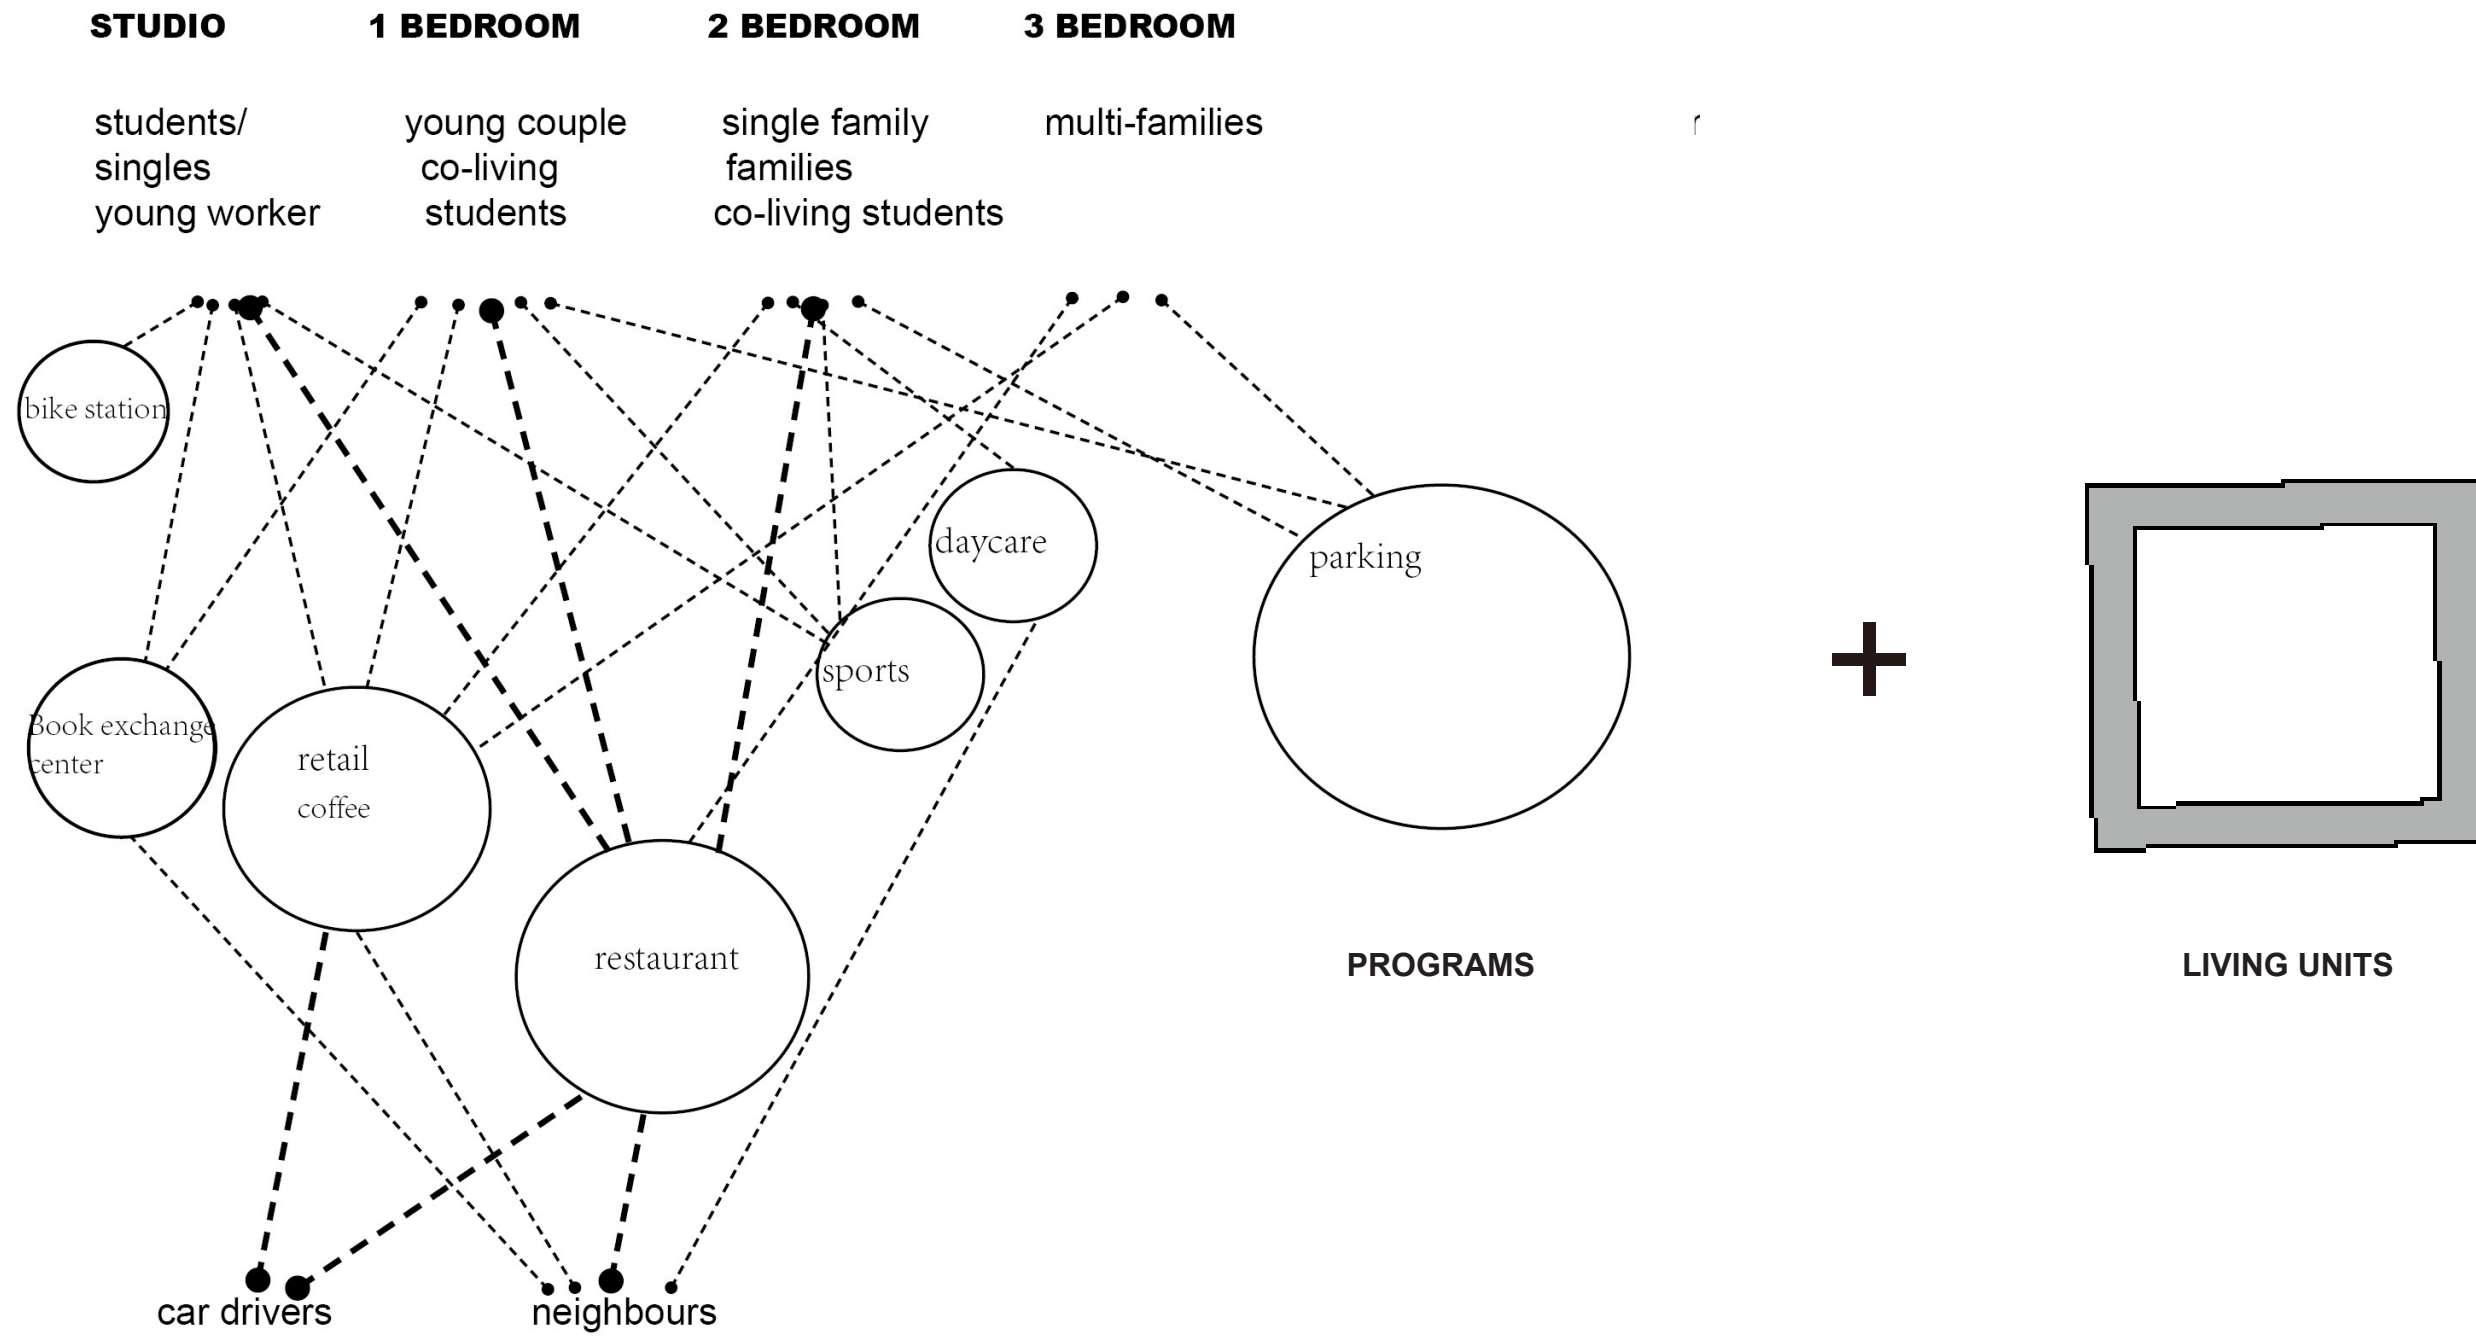 STUDIO
1 BEDROOM
2 BEDROOM
3 BEDROOM
students/
singles
young worker
young couple
co-living
students
single family
families
co-living students
multi-families
bike station
daycare
parking
sports
Book exchange
center
retail
coffee
restaurant
PROGRAMS
LIVING UNITS
car drivers
neighbours